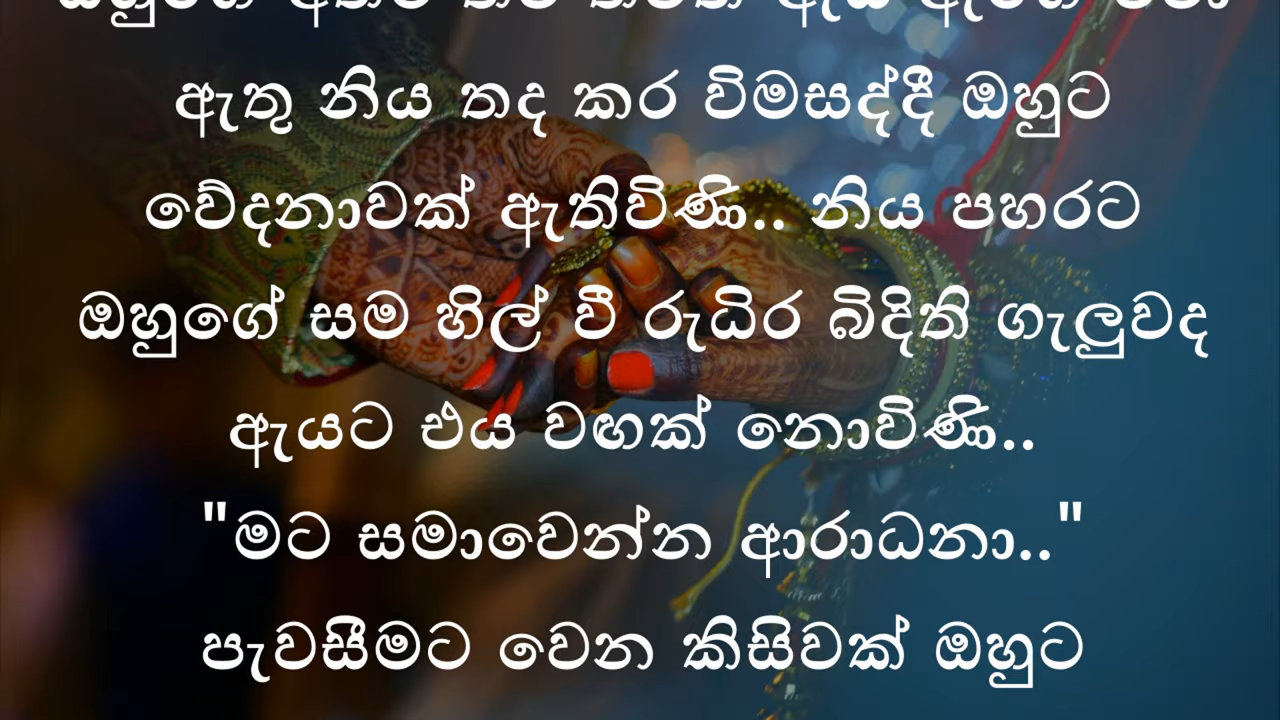 ඇතු නිය තද කර විමසද්දී ඔහුට
වේදනාවක් ඇතිවිණි.. නිය පහරට
ඔහුගේ සම හිල් වී රුධිර බිදිති ගැලුවද
ඇයට එය වඟක් නොවිණි..
"මට සමාවෙන්න ආරාධනා.."
පැවසීමට වෙන කිසිවක් ඔහුට